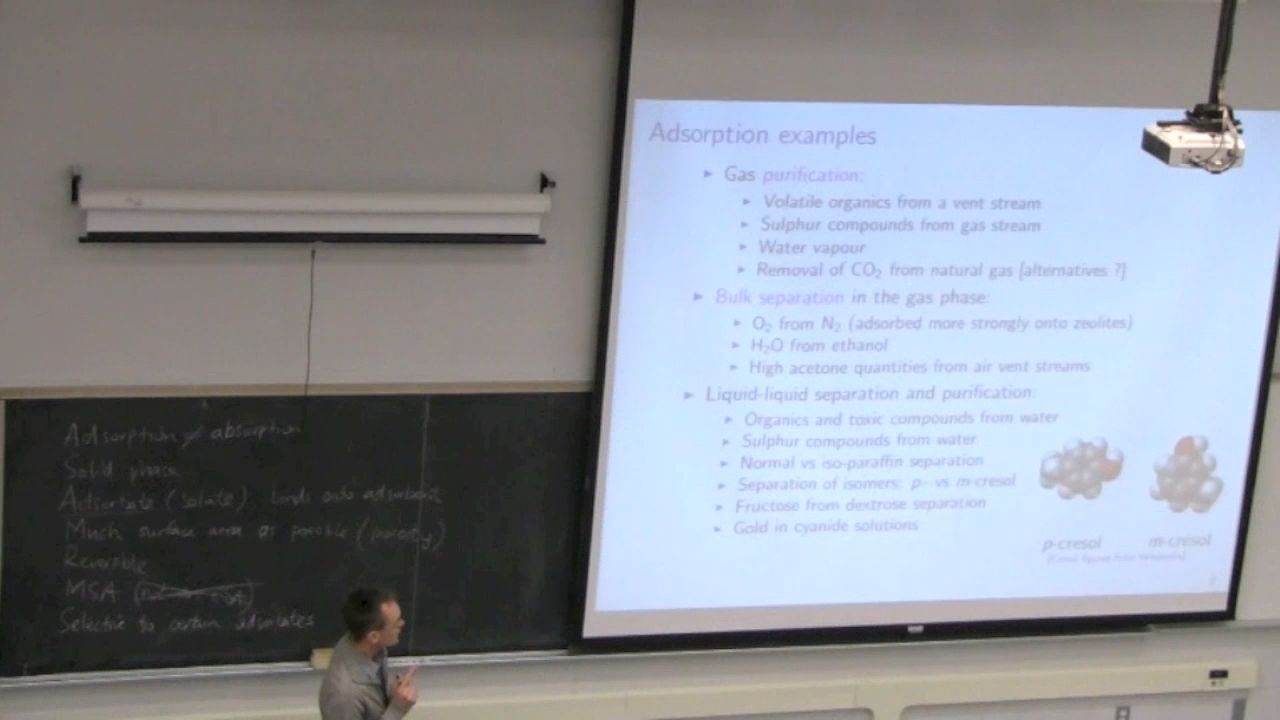 Adsorption ≠ absorption
Solid phase
Adsorbate (solute), binds onto adsorbent
Much surface area as possible (porosity)
Reversible
MSA
Selective to certain adsorbates
Adsorption examples
Gas purification:
Volatile organics from a vent stream
Sulphur compounds from gas stream
Water vapour
Removal of CO₂ from natural gas [alternatives ?]
Bulk separation in the gas phase:
O₂ from N₂ (adsorbed more strongly onto zeolites)
H₂O from ethanol
High acetone quantities from air vent streams
Liquid-liquid separation and purification:
Organics and toxic compounds from water
Sulphur compounds from water
Normal vs iso-paraffin separation
Separation of isomers: p- vs m-cresol
Fructose from dextrose separation
Gold in cyanide solutions
p-cresol m-cresol